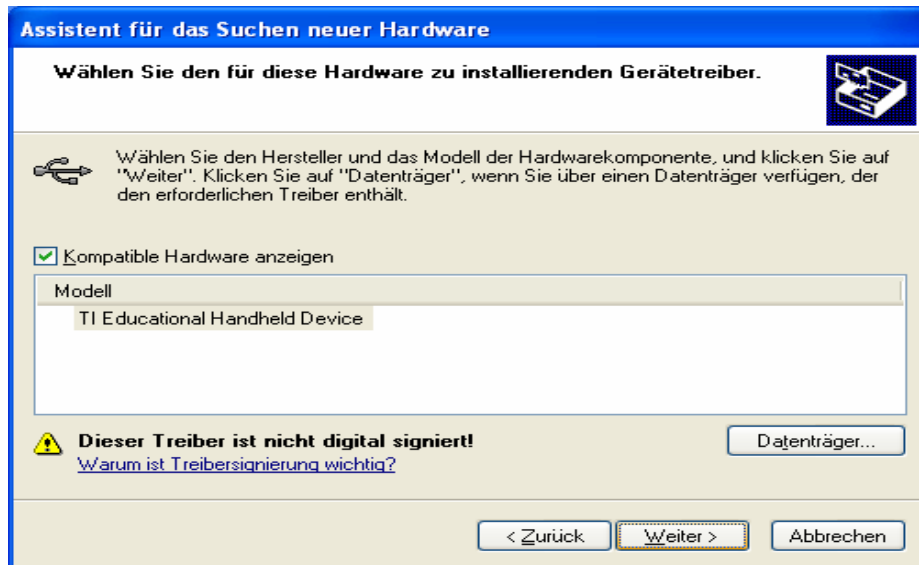 Assistent für das Suchen neuer Hardware
Wählen Sie den für diese Hardware zu installierenden Gerätetreiber.
Wählen Sie den Hersteller und das Modell der Hardwarekomponente, und klicken Sie auf
"Weiter". Klicken Sie auf "Datenträger", wenn Sie über einen Datenträger verfügen, der
den erforderlichen Treiber enthält.
Kompatible Hardware anzeigen
Modell
TI Educational Handheld Device
Dieser Treiber ist nicht digital signiert!
Datenträger...
Warum ist Treibersignierung wichtig?
< Zurück
Weiter >
Abbrechen